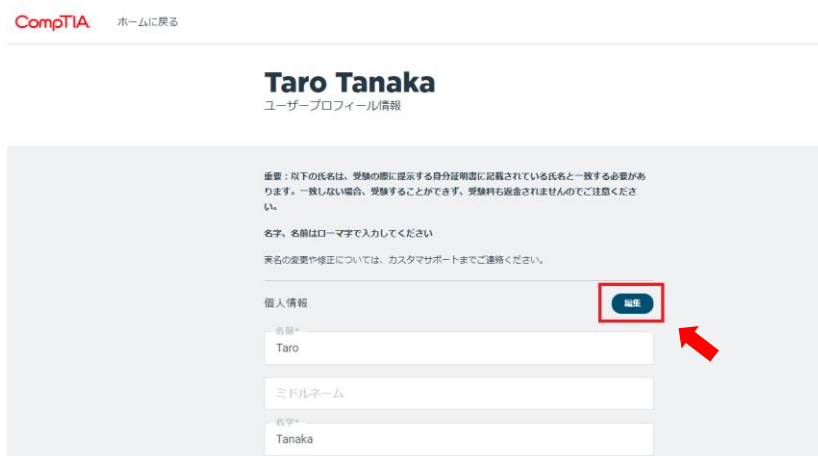 CompTIA. ホームに戻る
Taro Tanaka
ユーザープロフィール情報
重要：以下の氏名は、受験の際に提示する身分証明書に記載されている氏名と一致する必要があ
ります。一致しない場合、受験することができず、受験料も返金されませんのでご注意くださ
い。
名字、名前はローマ字で入力してください
実名の変更や修正については、カスタマサポートまでご連絡ください。
個人情報 編集
名前*
Taro
ミドルネーム
名字*
Tanaka